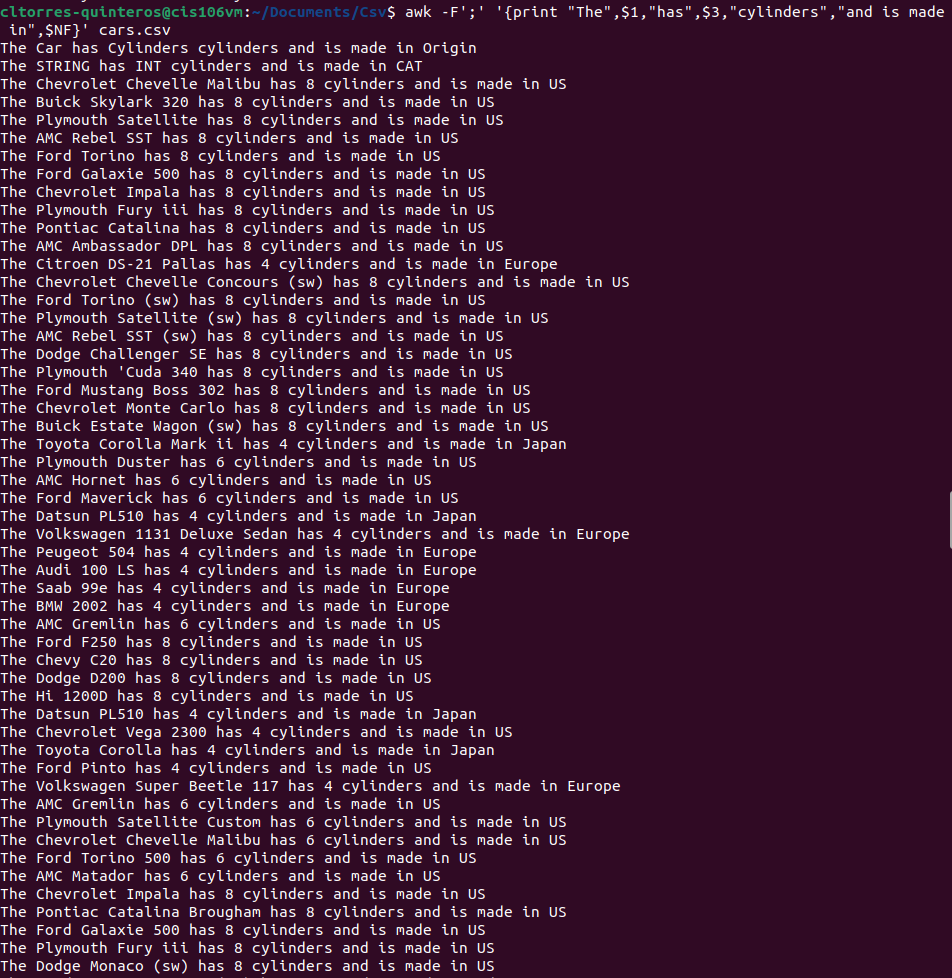 cltorres-quinteros@cis106vm:~/Documents/Csv$ awk -F';' '{print "The",$1,"has",$3,"cylinders","and is made
 in",$NF}' cars.csv
The Car has Cylinders cylinders and is made in Origin
The STRING has INT cylinders and is made in CAT
The Chevrolet Chevelle Malibu has 8 cylinders and is made in US
The Buick Skylark 320 has 8 cylinders and is made in US
The Plymouth Satellite has 8 cylinders and is made in US
The AMC Rebel SST has 8 cylinders and is made in US
The Ford Torino has 8 cylinders and is made in US
The Ford Galaxie 500 has 8 cylinders and is made in US
The Chevrolet Impala has 8 cylinders and is made in US
The Plymouth Fury iii has 8 cylinders and is made in US
The Pontiac Catalina has 8 cylinders and is made in US
The AMC Ambassador DPL has 8 cylinders and is made in US
The Citroen DS-21 Pallas has 4 cylinders and is made in Europe
The Chevrolet Chevelle Concours (sw) has 8 cylinders and is made in US
The Ford Torino (sw) has 8 cylinders and is made in US
The Plymouth Satellite (sw) has 8 cylinders and is made in US
The AMC Rebel SST (sw) has 8 cylinders and is made in US
The Dodge Challenger SE has 8 cylinders and is made in US
The Plymouth 'Cuda 340 has 8 cylinders and is made in US
The Ford Mustang Boss 302 has 8 cylinders and is made in US
The Chevrolet Monte Carlo has 8 cylinders and is made in US
The Buick Estate Wagon (sw) has 8 cylinders and is made in US
The Toyota Corolla Mark ii has 4 cylinders and is made in Japan
The Plymouth Duster has 6 cylinders and is made in US
The AMC Hornet has 6 cylinders and is made in US
The Ford Maverick has 6 cylinders and is made in US
The Datsun PL510 has 4 cylinders and is made in Japan
The Volkswagen 1131 Deluxe Sedan has 4 cylinders and is made in Europe
The Peugeot 504 has 4 cylinders and is made in Europe
The Audi 100 LS has 4 cylinders and is made in Europe
The Saab 99e has 4 cylinders and is made in Europe
The BMW 2002 has 4 cylinders and is made in Europe
The AMC Gremlin has 6 cylinders and is made in US
The Ford F250 has 8 cylinders and is made in US
The Chevy C20 has 8 cylinders and is made in US
The Dodge D200 has 8 cylinders and is made in US
The Hi 1200D has 8 cylinders and is made in US
The Datsun PL510 has 4 cylinders and is made in Japan
The Chevrolet Vega 2300 has 4 cylinders and is made in US
The Toyota Corolla has 4 cylinders and is made in Japan
The Ford Pinto has 4 cylinders and is made in US
The Volkswagen Super Beetle 117 has 4 cylinders and is made in Europe
The AMC Gremlin has 6 cylinders and is made in US
The Plymouth Satellite Custom has 6 cylinders and is made in US
The Chevrolet Chevelle Malibu has 6 cylinders and is made in US
The Ford Torino 500 has 6 cylinders and is made in US
The AMC Matador has 6 cylinders and is made in US
The Chevrolet Impala has 8 cylinders and is made in US
The Pontiac Catalina Brougham has 8 cylinders and is made in US
The Ford Galaxie 500 has 8 cylinders and is made in US
The Plymouth Fury iii has 8 cylinders and is made in US
The Dodge Monaco (sw) has 8 cylinders and is made in US